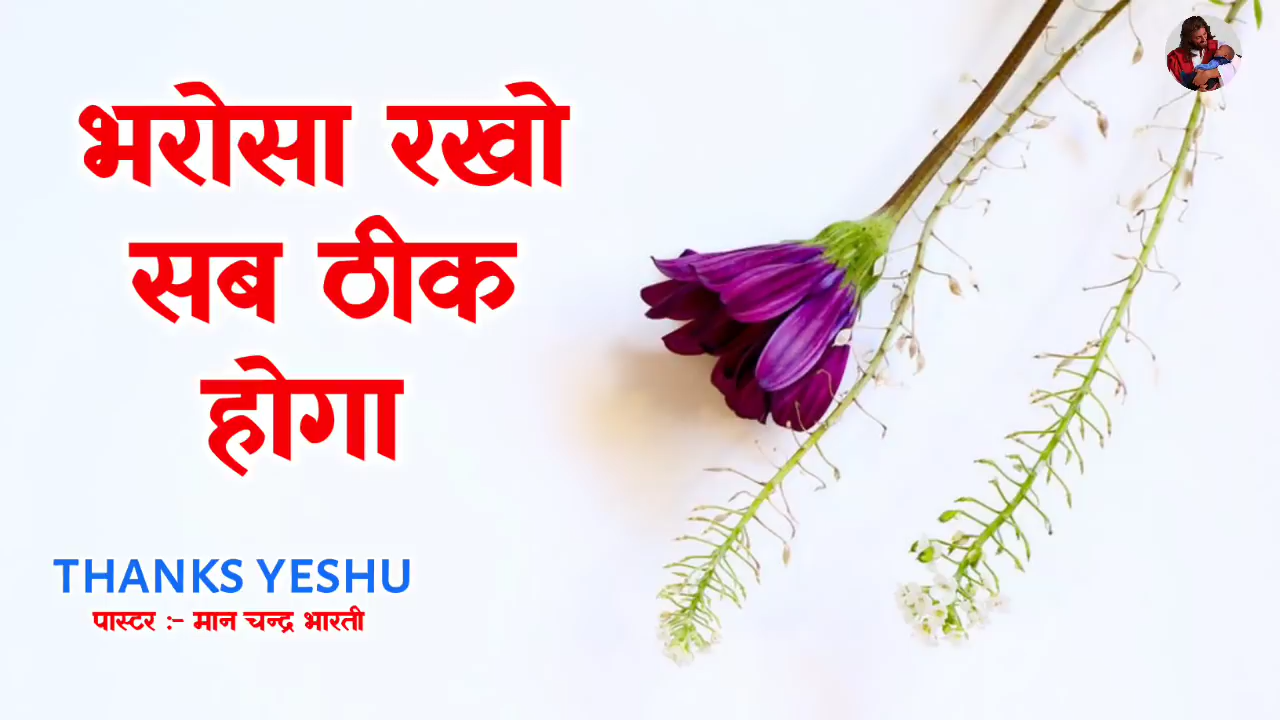 भरोसा रखो
सब ठीक
होगा
THANKS YESHU
पास्टर :- मान चन्द्र भारती